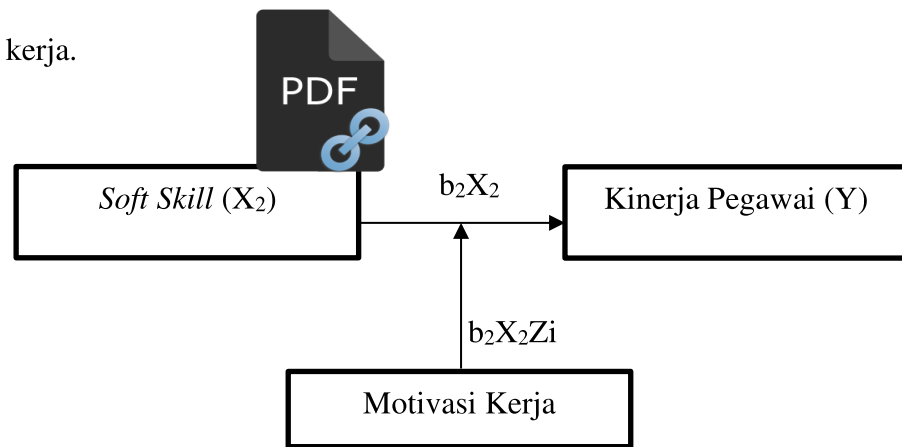 kerja.
PDF
Soft Skill (X₂)
b₂X₂
Kinerja Pegawai (Y)
b₂X₂Zi
Motivasi Kerja